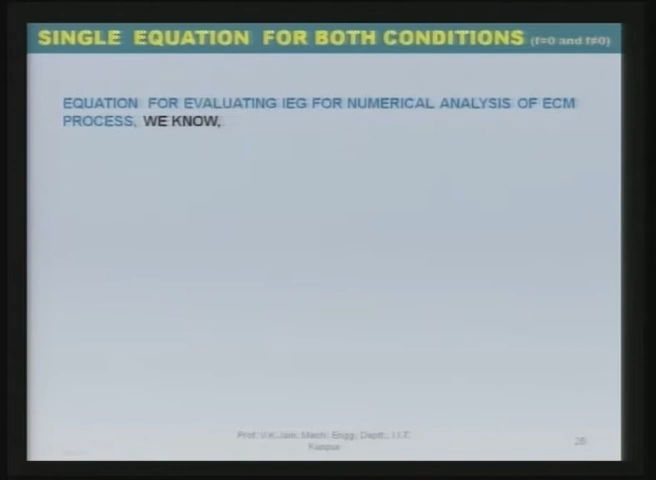 SINGLE EQUATION FOR BOTH CONDITIONS (f=0 and f≠0)
EQUATION FOR EVALUATING IEG FOR NUMERICAL ANALYSIS OF ECM
PROCESS, WE KNOW,
Prof. V.K.Jain, Mech. Engg. Deptt., I.I.T.
Kanpur
28